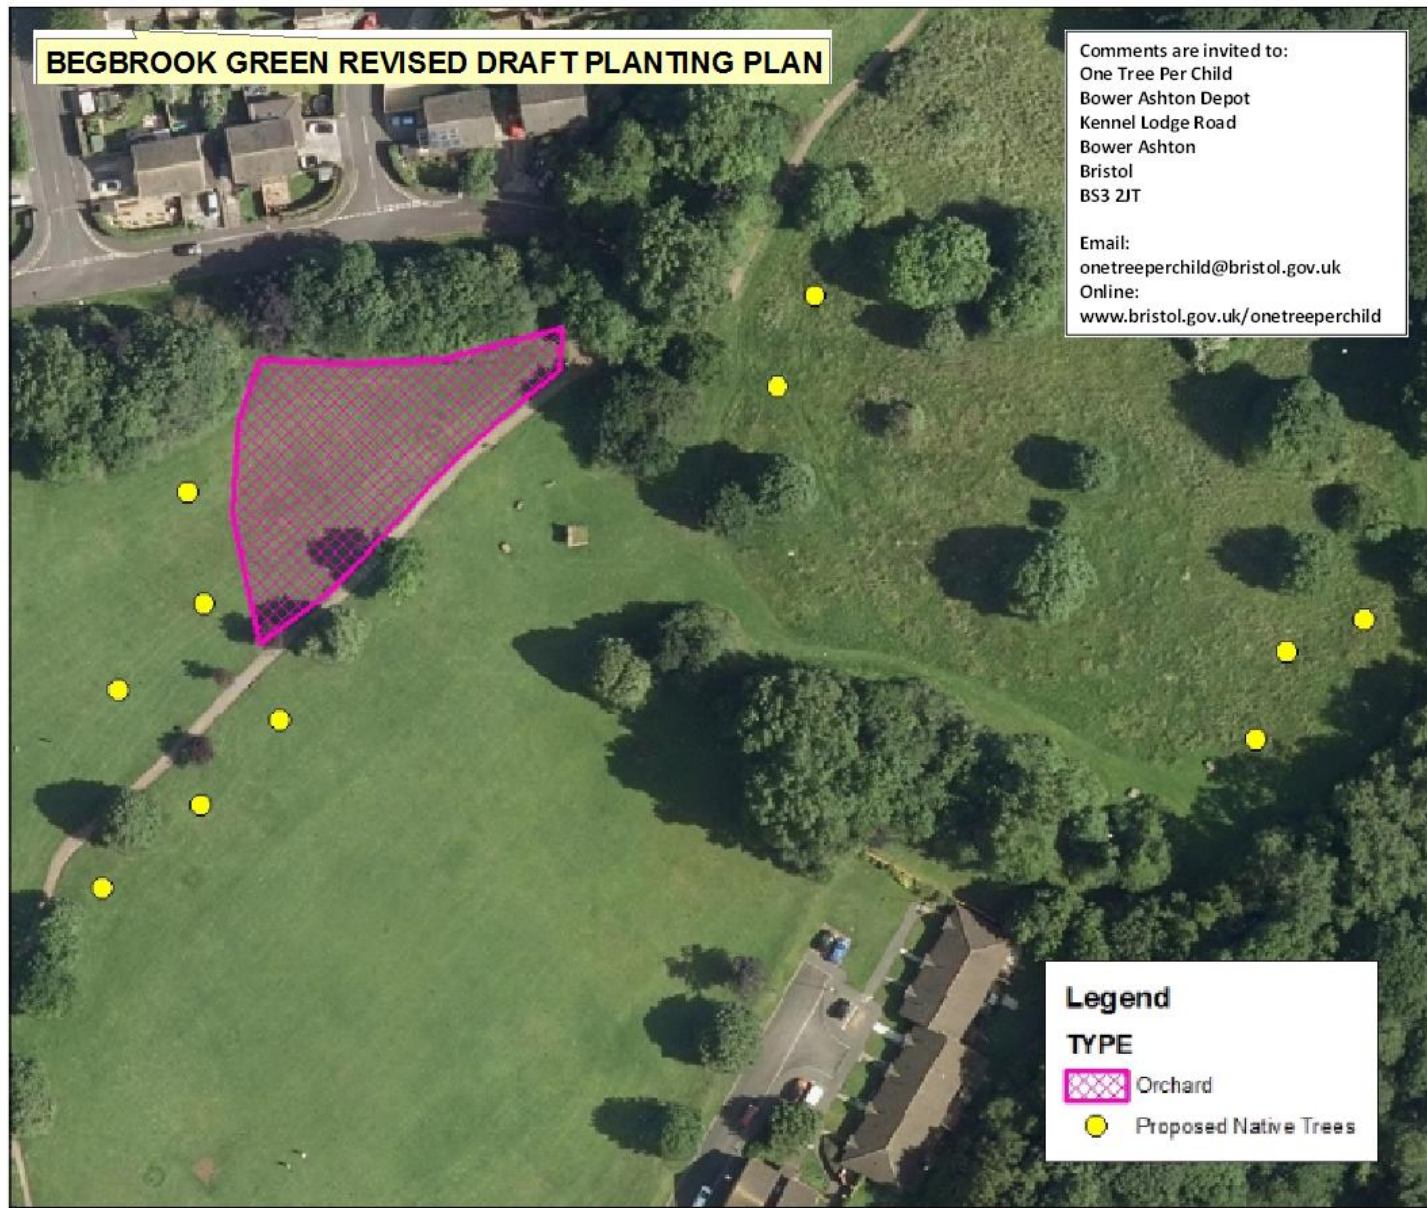 BEGBROOK GREEN REVISED DRAFT PLANTING PLAN
Comments are invited to:
One Tree Per Child
Bower Ashton Depot
Kennel Lodge Road
Bower Ashton
Bristol
BS3 2JT
Email:
onetreeperchild@bristol.gov.uk
Online:
www.bristol.gov.uk/onetreeperchild
Legend
TYPE
Orchard
Proposed Native Trees